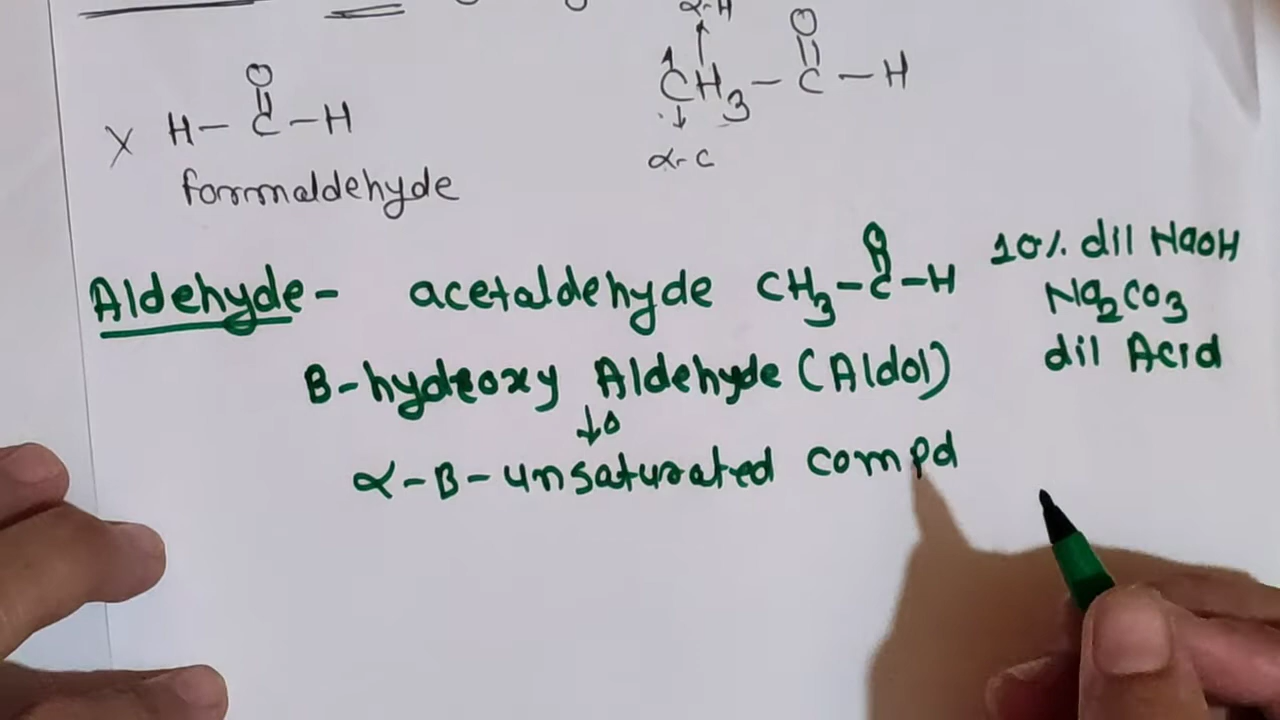 α-H
O
CH3 – C – H
α-C
O
X H – C – H
formaldehyde
Aldehyde - acetaldehyde CH3-C-H
O
10% dil NaOH
Na2CO3
dil Acid
B-hydroxy Aldehyde (Aldol)
↓Δ
α-B-unsaturated compd